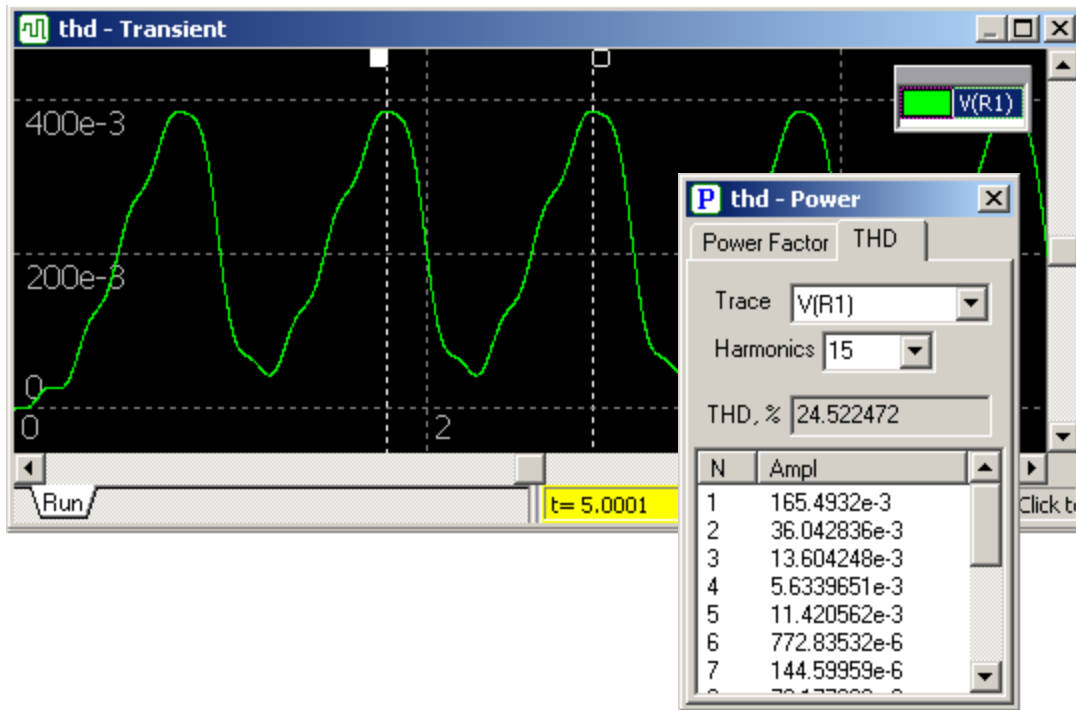 thd - Transient
400e-3
V(R1)
200e-3
0
0
2
Run
t= 5.0001
Click t
thd - Power
Power Factor THD
Trace V(R1)
Harmonics 15
THD, % 24.522472
N Ampl
1 165.4932e-3
2 36.042836e-3
3 13.604248e-3
4 5.6339651e-3
5 11.420562e-3
6 772.83532e-6
7 144.59959e-6